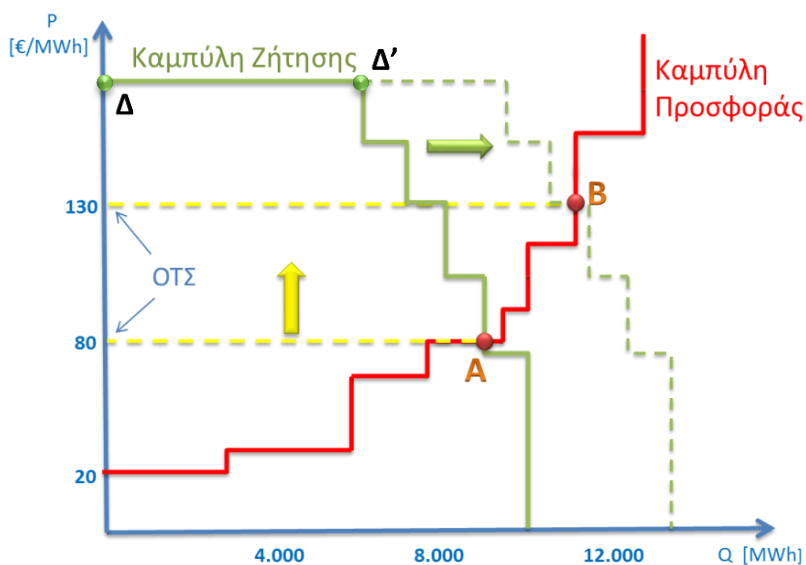 P
[€/MWh]
Καμπύλη Ζήτησης
Δ
Δ’
Καμπύλη
Προσφοράς
130
Β
ΟΤΣ
80
Α
20
4.000
8.000
12.000
Q [MWh]